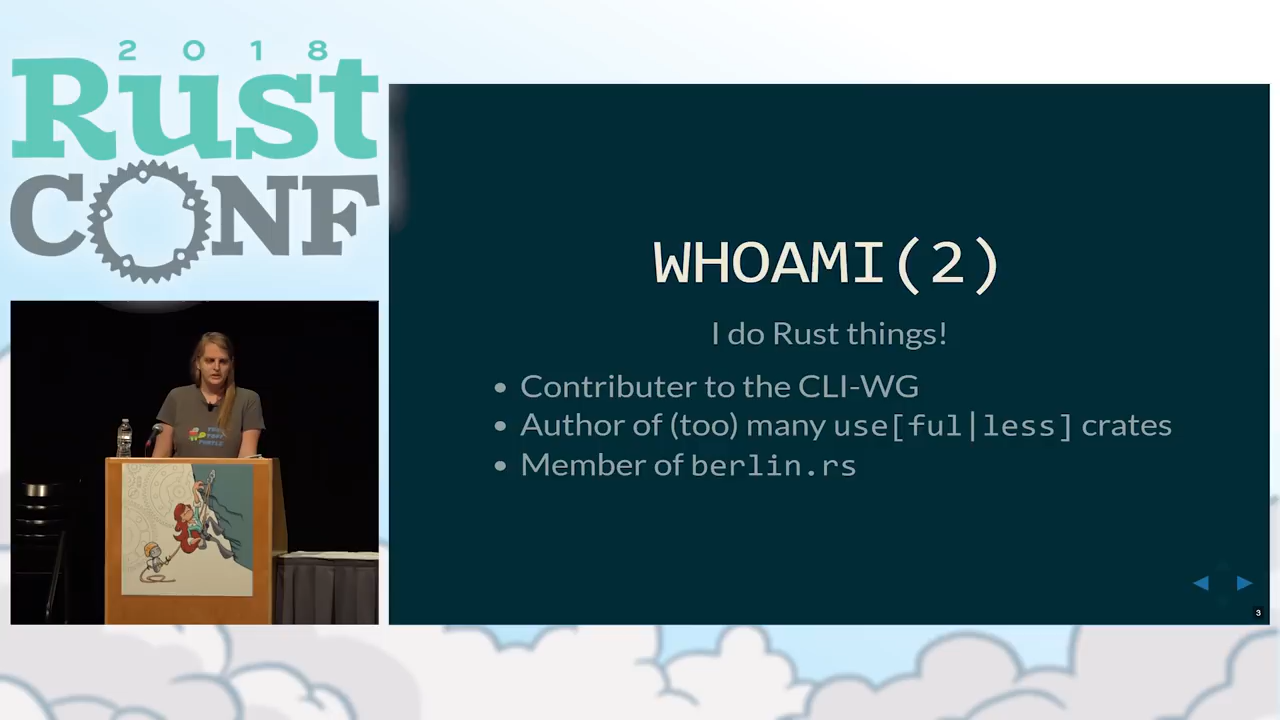 2018
Rust
CONF
WHOAMI(2)
I do Rust things!
• Contributer to the CLI-WG
• Author of (too) many use[ful|less] crates
• Member of berlin.rs
3